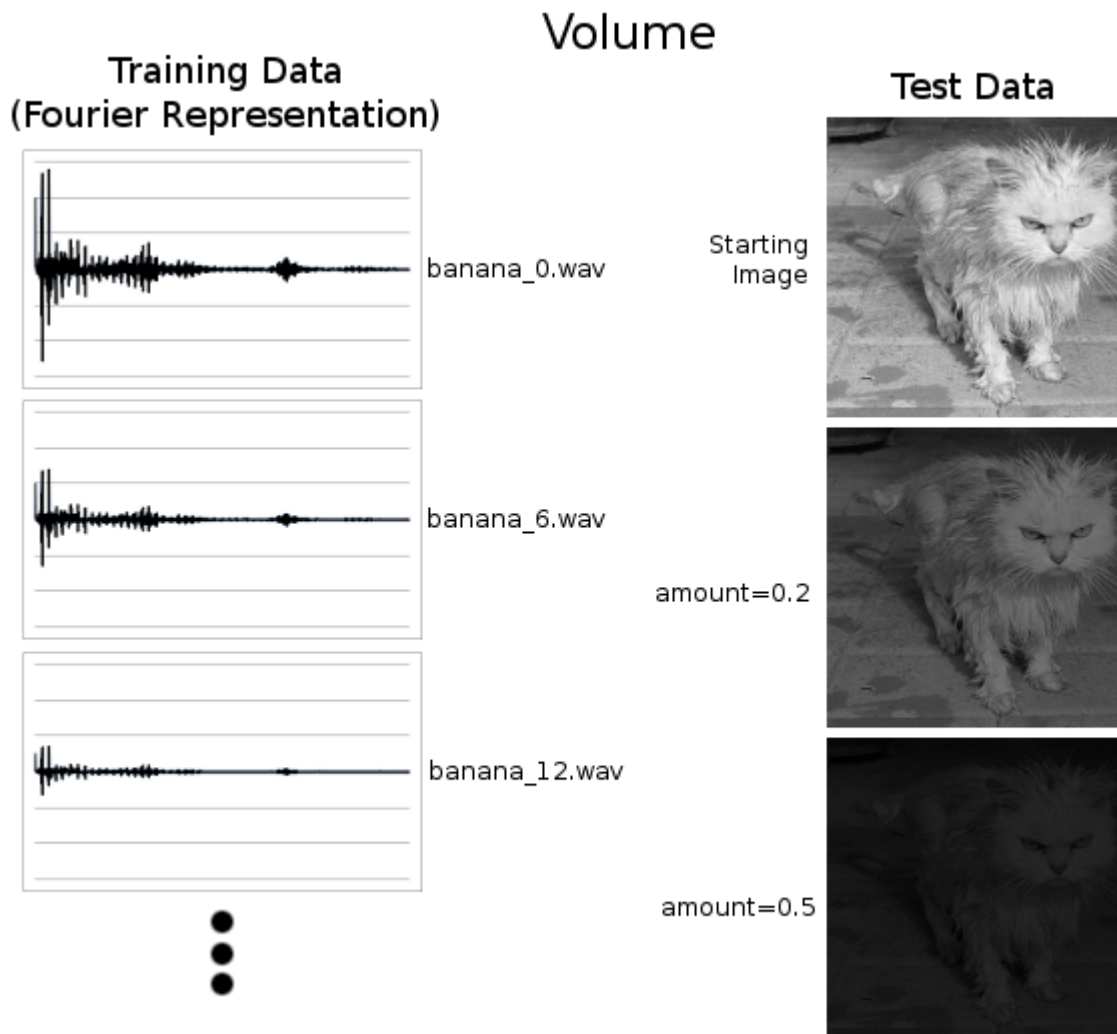 Volume
Training Data
(Fourier Representation)
banana_0.wav
banana_6.wav
banana_12.wav
Test Data
Starting
Image
amount=0.2
amount=0.5